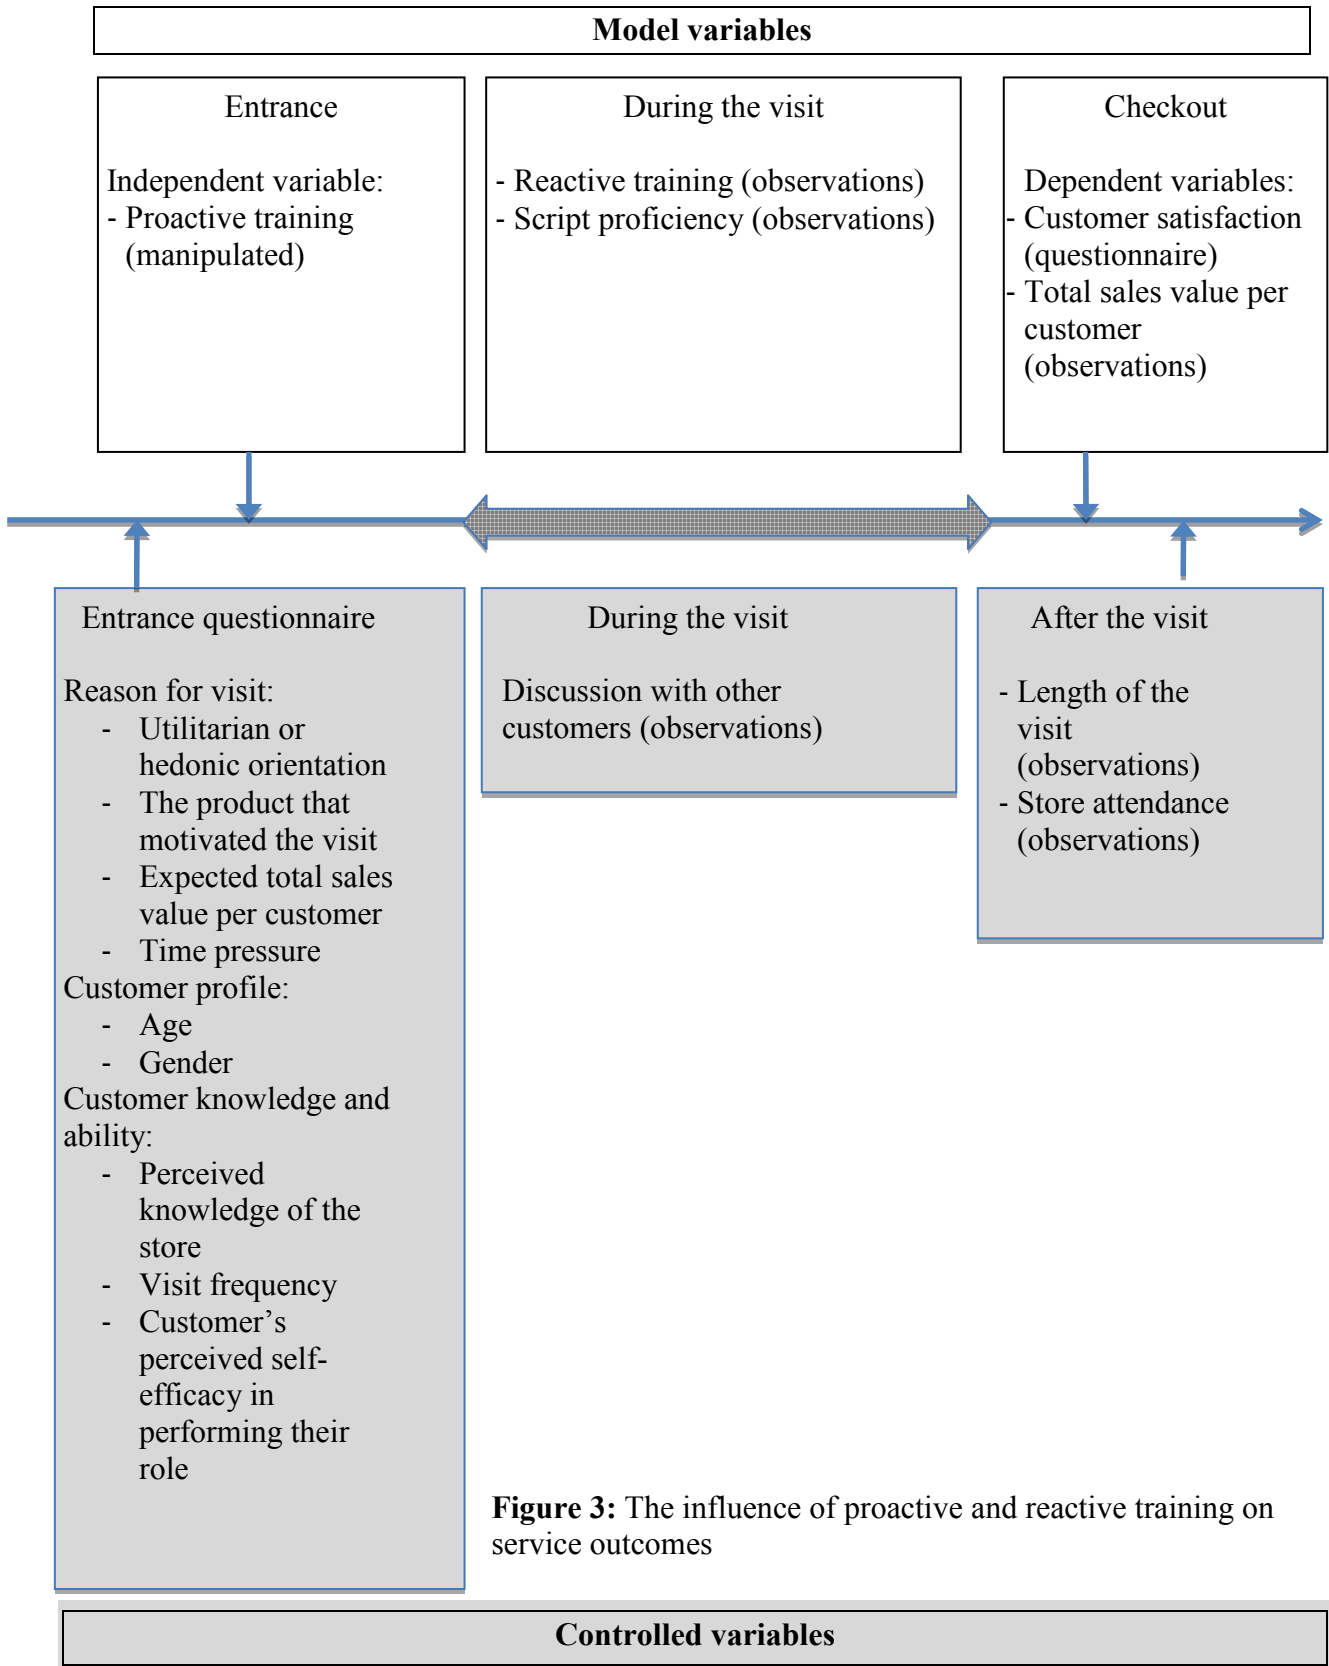 Model variables
Entrance
Independent variable:
- Proactive training
(manipulated)
During the visit
- Reactive training (observations)
- Script proficiency (observations)
Checkout
Dependent variables:
- Customer satisfaction
(questionnaire)
- Total sales value per
customer
(observations)
Entrance questionnaire
Reason for visit:
- Utilitarian or
hedonic orientation
- The product that
motivated the visit
- Expected total sales
value per customer
- Time pressure
Customer profile:
- Age
- Gender
Customer knowledge and
ability:
- Perceived
knowledge of the
store
- Visit frequency
- Customer’s
perceived self-
efficacy in
performing their
role
During the visit
Discussion with other
customers (observations)
After the visit
- Length of the
visit
(observations)
- Store attendance
(observations)
Figure 3: The influence of proactive and reactive training on
service outcomes
Controlled variables